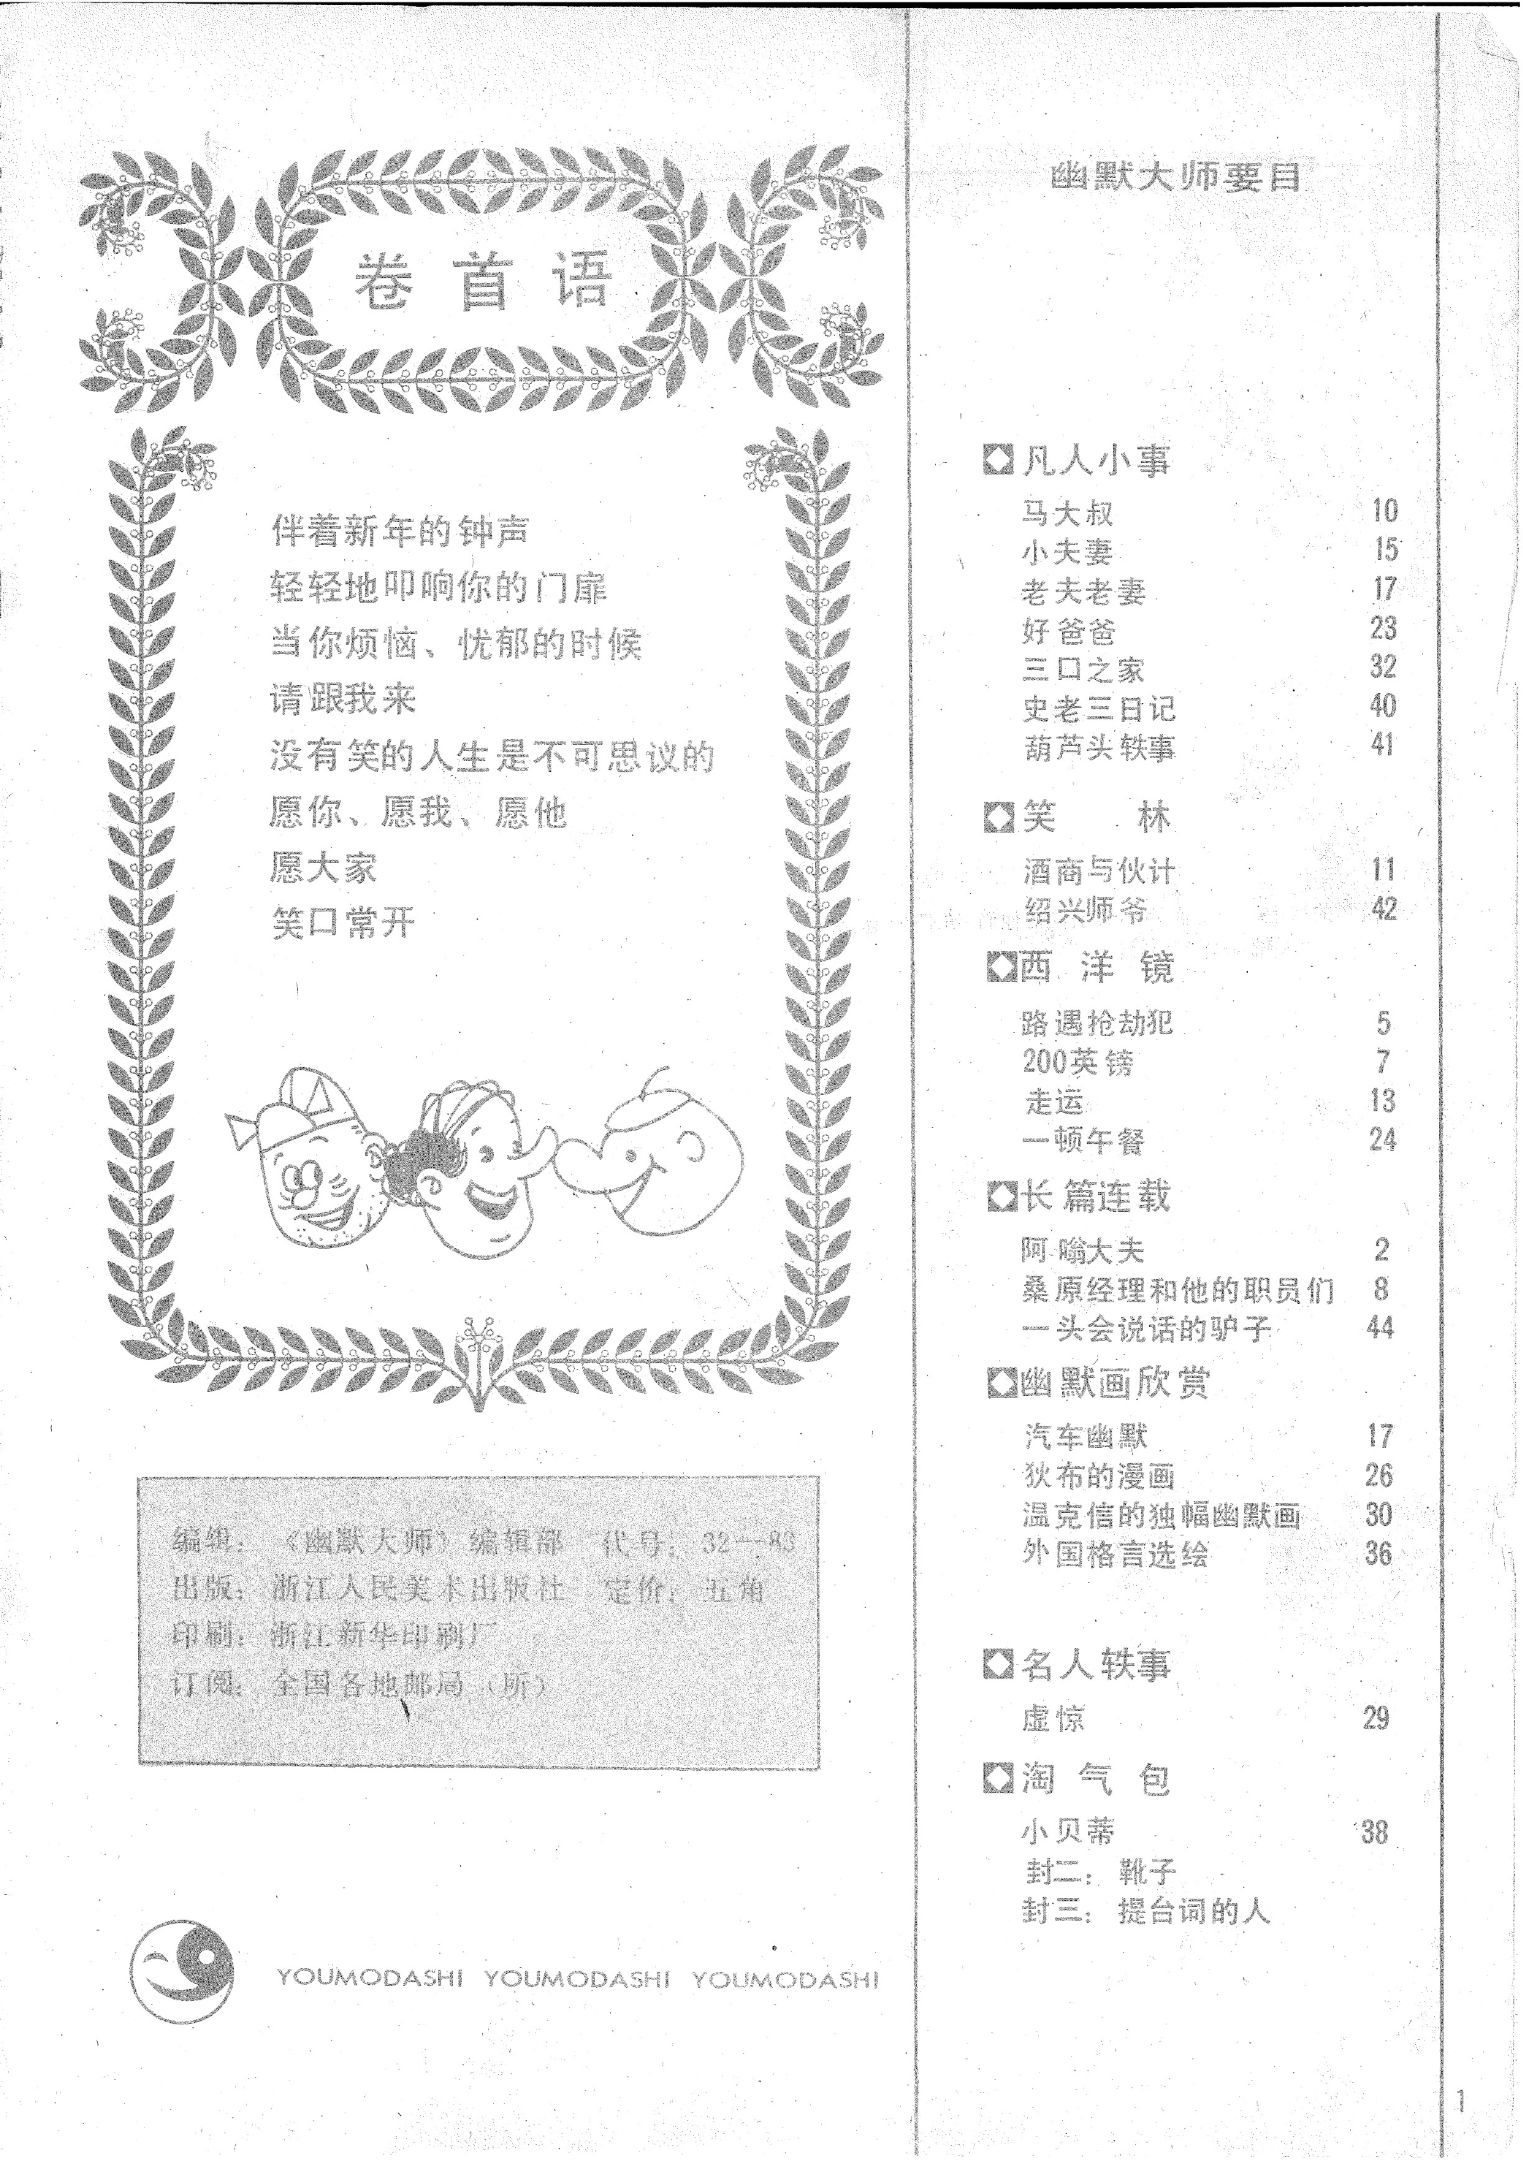 卷首语
伴着新年的钟声
轻轻地叩响你的门扉
当你烦恼、忧郁的时候
请跟我来
没有笑的人生是不可思议的
愿你、愿我、愿他
愿大家
笑口常开
编辑：《幽默大师》编辑部 代号：32—83
出版：浙江人民美术出版社 定价：五角
印刷：浙江新华印刷厂
订阅：全国各地邮局（所）
YOUMODASHI YOUMODASHI YOUMODASHI
幽默大师要目
凡人小事
马大叔 10
小夫妻 15
老夫老妻 17
好爸爸 23
三口之家 32
史老三日记 40
葫芦头轶事 41
笑林
酒商与伙计 11
绍兴师爷 42
西洋镜
路遇抢劫犯 5
200英镑 7
走运 13
一顿午餐 24
长篇连载
阿嗡大夫 2
桑原经理和他的职员们 8
一头会说话的驴子 44
幽默画欣赏
汽车幽默 17
狄布的漫画 26
温克信的独幅幽默画 30
外国格言选绘 36
名人轶事
虚惊 29
淘气包
小贝蒂 38
封二：靴子
封三：提台词的人
1